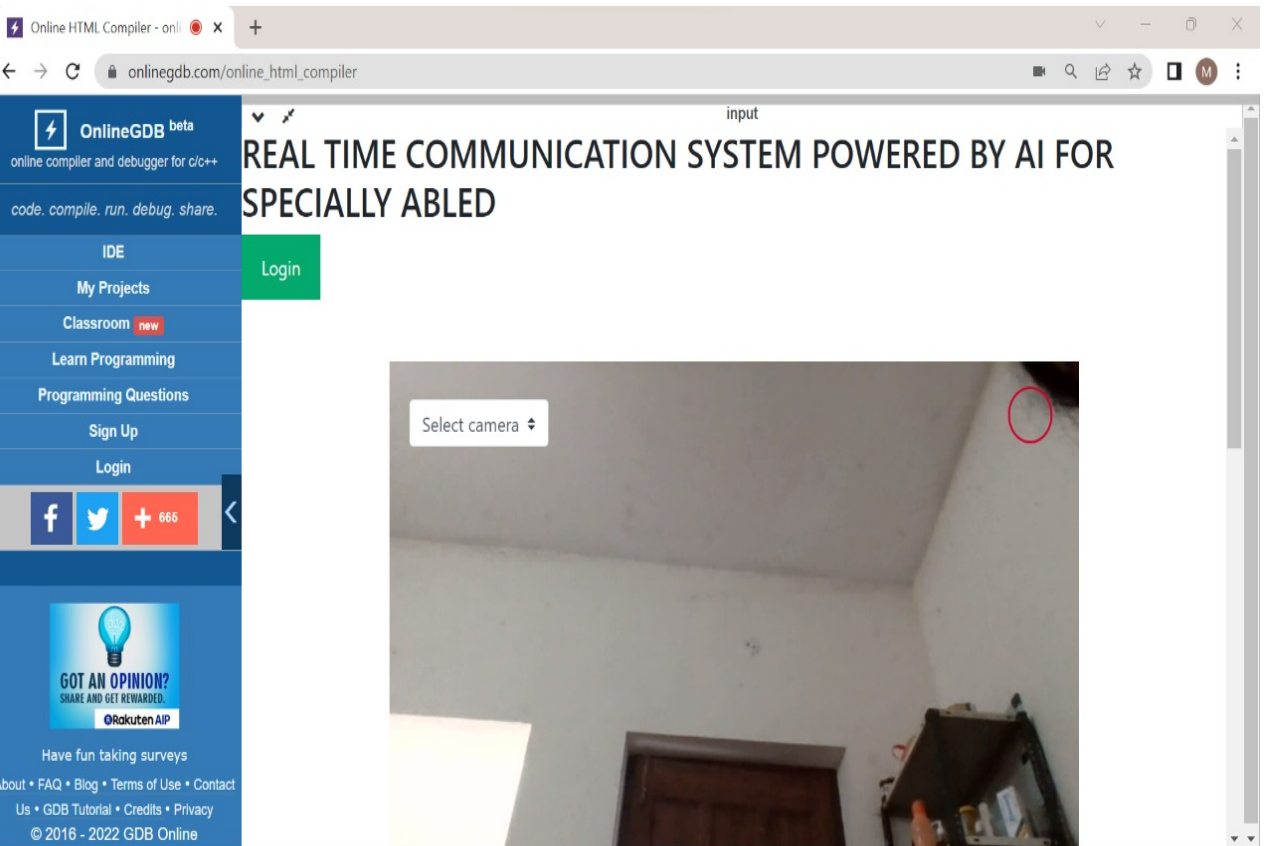 Online HTML Compiler - onli
onlinegdb.com/online_html_compiler
M
OnlineGDB beta
online compiler and debugger for c/c++
code. compile. run. debug. share.
IDE
My Projects
Classroom new
Learn Programming
Programming Questions
Sign Up
Login
665
GOT AN OPINION?
SHARE AND GET REWARDED.
Rakuten AIP
Have fun taking surveys
About • FAQ • Blog • Terms of Use • Contact
Us • GDB Tutorial • Credits • Privacy
© 2016 - 2022 GDB Online
input
REAL TIME COMMUNICATION SYSTEM POWERED BY AI FOR
SPECIALLY ABLED
Login
Select camera